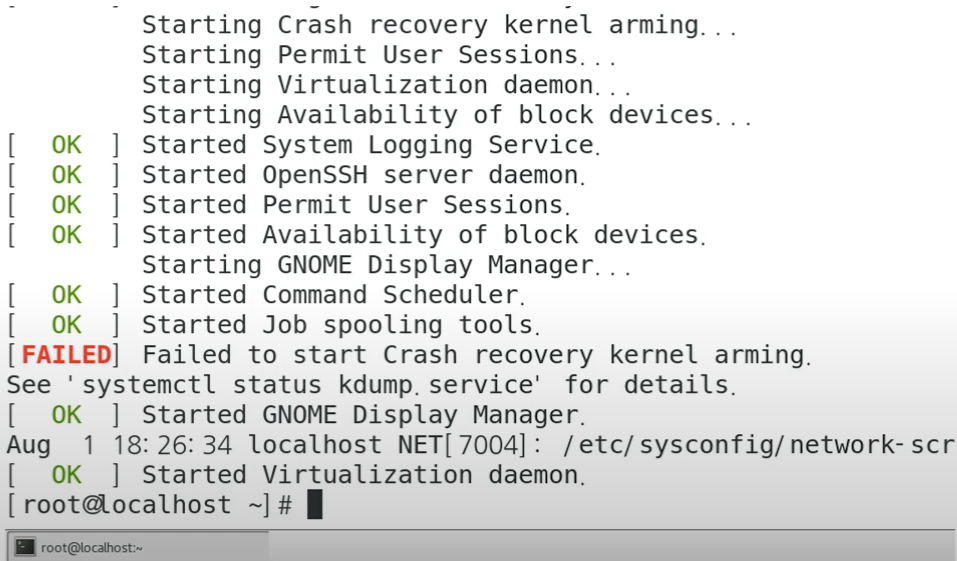 Starting Crash recovery kernel arming...
Starting Permit User Sessions...
Starting Virtualization daemon...
Starting Availability of block devices...
[  OK  ] Started System Logging Service.
[  OK  ] Started OpenSSH server daemon.
[  OK  ] Started Permit User Sessions.
[  OK  ] Started Availability of block devices.
Starting GNOME Display Manager...
[  OK  ] Started Command Scheduler.
[  OK  ] Started Job spooling tools.
[FAILED] Failed to start Crash recovery kernel arming.
See 'systemctl status kdump.service' for details.
[  OK  ] Started GNOME Display Manager.
Aug  1 18:26:34 localhost NET[7004]: /etc/sysconfig/network-scr
[  OK  ] Started Virtualization daemon.
[root@localhost ~]#
root@localhost:~